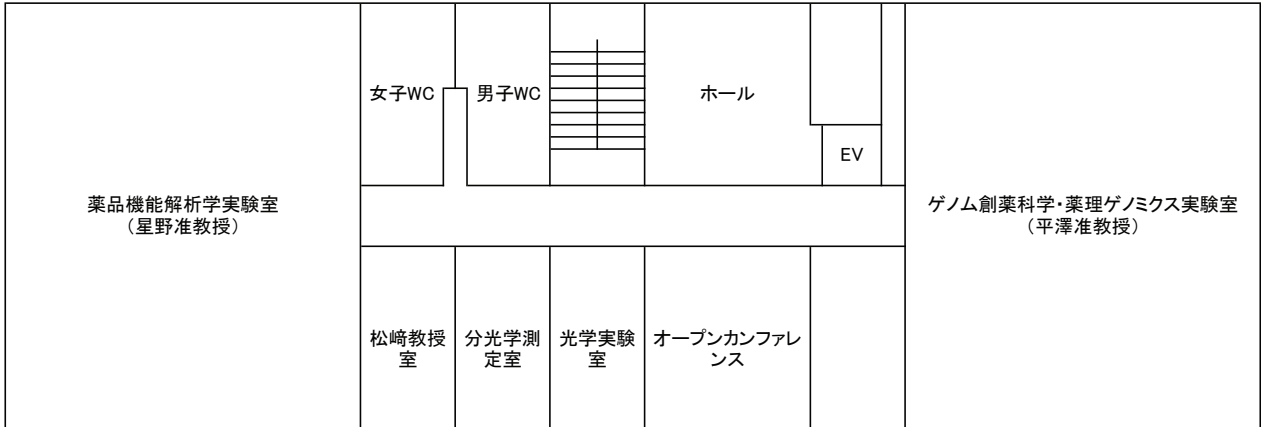 女子WC
男子WC
ホール
EV
薬品機能解析学実験室
（星野准教授）
ゲノム創薬科学・薬理ゲノミクス実験室
（平澤准教授）
松﨑教授
室
分光学測
定室
光学実験
室
オープンカンファレ
ンス